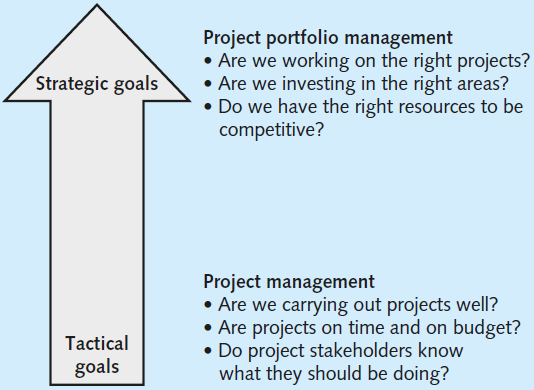 Strategic goals
Project portfolio management
• Are we working on the right projects?
• Are we investing in the right areas?
• Do we have the right resources to be
competitive?
Tactical
goals
Project management
• Are we carrying out projects well?
• Are projects on time and on budget?
• Do project stakeholders know
what they should be doing?